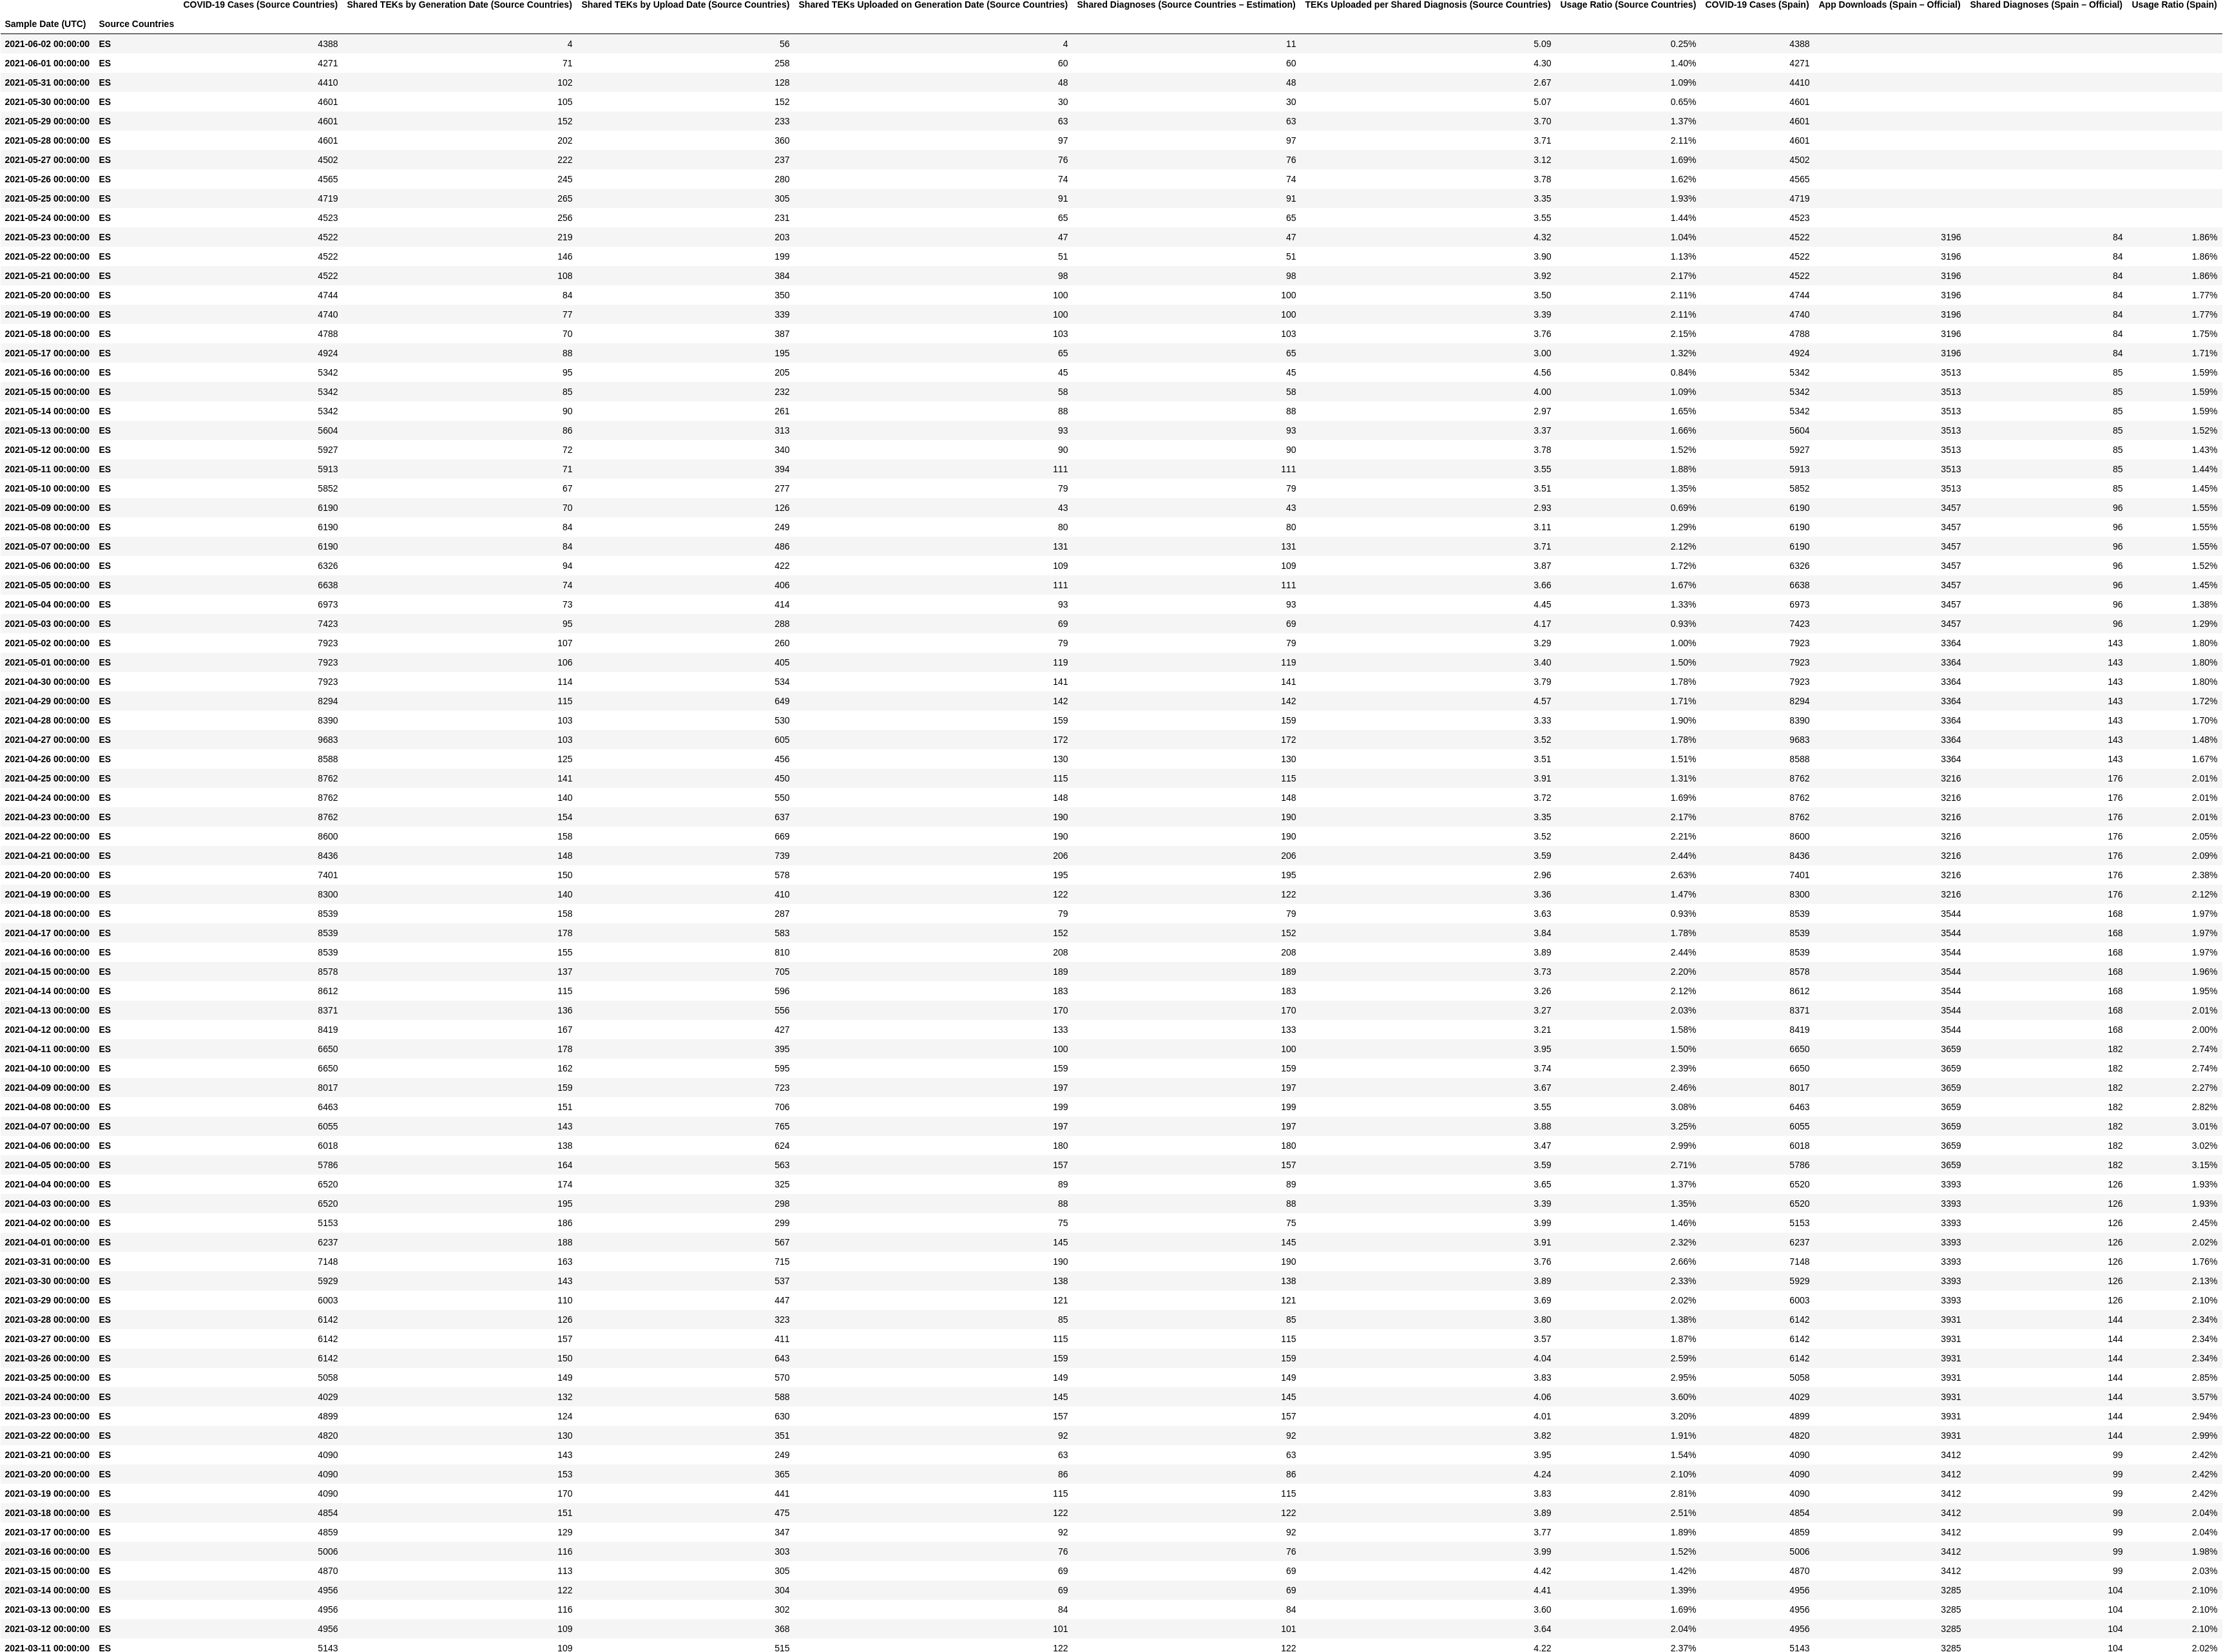 COVID-19 Cases (Source Countries) Shared TEKs by Generation Date (Source Countries) Shared TEKs by Upload Date (Source Countries) Shared TEKs Uploaded on Generation Date (Source Countries) Shared Diagnoses (Source Countries – Estimation) TEKs Uploaded per Shared Diagnosis (Source Countries) Usage Ratio (Source Countries) COVID-19 Cases (Spain) App Downloads (Spain – Official) Shared Diagnoses (Spain – Official) Usage Ratio (Spain)
Sample Date (UTC) Source Countries
2021-06-02 00:00:00 ES 4388 4 56 4 11 5.09 0.25% 4388
2021-06-01 00:00:00 ES 4271 71 258 60 60 4.30 1.40% 4271
2021-05-31 00:00:00 ES 4410 102 128 48 48 2.67 1.09% 4410
2021-05-30 00:00:00 ES 4601 105 152 30 30 5.07 0.65% 4601
2021-05-29 00:00:00 ES 4601 152 233 63 63 3.70 1.37% 4601
2021-05-28 00:00:00 ES 4601 202 360 97 97 3.71 2.11% 4601
2021-05-27 00:00:00 ES 4502 222 237 76 76 3.12 1.69% 4502
2021-05-26 00:00:00 ES 4565 245 280 74 74 3.78 1.62% 4565
2021-05-25 00:00:00 ES 4719 265 305 91 91 3.35 1.93% 4719
2021-05-24 00:00:00 ES 4523 256 231 65 65 3.55 1.44% 4523
2021-05-23 00:00:00 ES 4522 219 203 47 47 4.32 1.04% 4522 3196 84 1.86%
2021-05-22 00:00:00 ES 4522 146 199 51 51 3.90 1.13% 4522 3196 84 1.86%
2021-05-21 00:00:00 ES 4522 108 384 98 98 3.92 2.17% 4522 3196 84 1.86%
2021-05-20 00:00:00 ES 4744 84 350 100 100 3.50 2.11% 4744 3196 84 1.77%
2021-05-19 00:00:00 ES 4740 77 339 100 100 3.39 2.11% 4740 3196 84 1.77%
2021-05-18 00:00:00 ES 4788 70 387 103 103 3.76 2.15% 4788 3196 84 1.75%
2021-05-17 00:00:00 ES 4924 88 195 65 65 3.00 1.32% 4924 3196 84 1.71%
2021-05-16 00:00:00 ES 5342 95 205 45 45 4.56 0.84% 5342 3513 85 1.59%
2021-05-15 00:00:00 ES 5342 85 232 58 58 4.00 1.09% 5342 3513 85 1.59%
2021-05-14 00:00:00 ES 5342 90 261 88 88 2.97 1.65% 5342 3513 85 1.59%
2021-05-13 00:00:00 ES 5604 86 313 93 93 3.37 1.66% 5604 3513 85 1.52%
2021-05-12 00:00:00 ES 5927 72 340 90 90 3.78 1.52% 5927 3513 85 1.43%
2021-05-11 00:00:00 ES 5913 71 394 111 111 3.55 1.88% 5913 3513 85 1.44%
2021-05-10 00:00:00 ES 5852 67 277 79 79 3.51 1.35% 5852 3513 85 1.45%
2021-05-09 00:00:00 ES 6190 70 126 43 43 2.93 0.69% 6190 3457 96 1.55%
2021-05-08 00:00:00 ES 6190 84 249 80 80 3.11 1.29% 6190 3457 96 1.55%
2021-05-07 00:00:00 ES 6190 84 486 131 131 3.71 2.12% 6190 3457 96 1.55%
2021-05-06 00:00:00 ES 6326 94 422 109 109 3.87 1.72% 6326 3457 96 1.52%
2021-05-05 00:00:00 ES 6638 74 406 111 111 3.66 1.67% 6638 3457 96 1.45%
2021-05-04 00:00:00 ES 6973 73 414 93 93 4.45 1.33% 6973 3457 96 1.38%
2021-05-03 00:00:00 ES 7423 95 288 69 69 4.17 0.93% 7423 3457 96 1.29%
2021-05-02 00:00:00 ES 7923 107 260 79 79 3.29 1.00% 7923 3364 143 1.80%
2021-05-01 00:00:00 ES 7923 106 405 119 119 3.40 1.50% 7923 3364 143 1.80%
2021-04-30 00:00:00 ES 7923 114 534 141 141 3.79 1.78% 7923 3364 143 1.80%
2021-04-29 00:00:00 ES 8294 115 649 142 142 4.57 1.71% 8294 3364 143 1.72%
2021-04-28 00:00:00 ES 8390 103 530 159 159 3.33 1.90% 8390 3364 143 1.70%
2021-04-27 00:00:00 ES 9683 103 605 172 172 3.52 1.78% 9683 3364 143 1.48%
2021-04-26 00:00:00 ES 8588 125 456 130 130 3.51 1.51% 8588 3364 143 1.67%
2021-04-25 00:00:00 ES 8762 141 450 115 115 3.91 1.31% 8762 3216 176 2.01%
2021-04-24 00:00:00 ES 8762 140 550 148 148 3.72 1.69% 8762 3216 176 2.01%
2021-04-23 00:00:00 ES 8762 154 637 190 190 3.35 2.17% 8762 3216 176 2.01%
2021-04-22 00:00:00 ES 8600 158 669 190 190 3.52 2.21% 8600 3216 176 2.05%
2021-04-21 00:00:00 ES 8436 148 739 206 206 3.59 2.44% 8436 3216 176 2.09%
2021-04-20 00:00:00 ES 7401 150 578 195 195 2.96 2.63% 7401 3216 176 2.38%
2021-04-19 00:00:00 ES 8300 140 410 122 122 3.36 1.47% 8300 3216 176 2.12%
2021-04-18 00:00:00 ES 8539 158 287 79 79 3.63 0.93% 8539 3544 168 1.97%
2021-04-17 00:00:00 ES 8539 178 583 152 152 3.84 1.78% 8539 3544 168 1.97%
2021-04-16 00:00:00 ES 8539 155 810 208 208 3.89 2.44% 8539 3544 168 1.97%
2021-04-15 00:00:00 ES 8578 137 705 189 189 3.73 2.20% 8578 3544 168 1.96%
2021-04-14 00:00:00 ES 8612 115 596 183 183 3.26 2.12% 8612 3544 168 1.95%
2021-04-13 00:00:00 ES 8371 136 556 170 170 3.27 2.03% 8371 3544 168 2.01%
2021-04-12 00:00:00 ES 8419 167 427 133 133 3.21 1.58% 8419 3544 168 2.00%
2021-04-11 00:00:00 ES 6650 178 395 100 100 3.95 1.50% 6650 3659 182 2.74%
2021-04-10 00:00:00 ES 6650 162 595 159 159 3.74 2.39% 6650 3659 182 2.74%
2021-04-09 00:00:00 ES 8017 159 723 197 197 3.67 2.46% 8017 3659 182 2.27%
2021-04-08 00:00:00 ES 6463 151 706 199 199 3.55 3.08% 6463 3659 182 2.82%
2021-04-07 00:00:00 ES 6055 143 765 197 197 3.88 3.25% 6055 3659 182 3.01%
2021-04-06 00:00:00 ES 6018 138 624 180 180 3.47 2.99% 6018 3659 182 3.02%
2021-04-05 00:00:00 ES 5786 164 563 157 157 3.59 2.71% 5786 3659 182 3.15%
2021-04-04 00:00:00 ES 6520 174 325 89 89 3.65 1.37% 6520 3393 126 1.93%
2021-04-03 00:00:00 ES 6520 195 298 88 88 3.39 1.35% 6520 3393 126 1.93%
2021-04-02 00:00:00 ES 5153 186 299 75 75 3.99 1.46% 5153 3393 126 2.45%
2021-04-01 00:00:00 ES 6237 188 567 145 145 3.91 2.32% 6237 3393 126 2.02%
2021-03-31 00:00:00 ES 7148 163 715 190 190 3.76 2.66% 7148 3393 126 1.76%
2021-03-30 00:00:00 ES 5929 143 537 138 138 3.89 2.33% 5929 3393 126 2.13%
2021-03-29 00:00:00 ES 6003 110 447 121 121 3.69 2.02% 6003 3393 126 2.10%
2021-03-28 00:00:00 ES 6142 126 323 85 85 3.80 1.38% 6142 3931 144 2.34%
2021-03-27 00:00:00 ES 6142 157 411 115 115 3.57 1.87% 6142 3931 144 2.34%
2021-03-26 00:00:00 ES 6142 150 643 159 159 4.04 2.59% 6142 3931 144 2.34%
2021-03-25 00:00:00 ES 5058 149 570 149 149 3.83 2.95% 5058 3931 144 2.85%
2021-03-24 00:00:00 ES 4029 132 588 145 145 4.06 3.60% 4029 3931 144 3.57%
2021-03-23 00:00:00 ES 4899 124 630 157 157 4.01 3.20% 4899 3931 144 2.94%
2021-03-22 00:00:00 ES 4820 130 351 92 92 3.82 1.91% 4820 3931 144 2.99%
2021-03-21 00:00:00 ES 4090 143 249 63 63 3.95 1.54% 4090 3412 99 2.42%
2021-03-20 00:00:00 ES 4090 153 365 86 86 4.24 2.10% 4090 3412 99 2.42%
2021-03-19 00:00:00 ES 4090 170 441 115 115 3.83 2.81% 4090 3412 99 2.42%
2021-03-18 00:00:00 ES 4854 151 475 122 122 3.89 2.51% 4854 3412 99 2.04%
2021-03-17 00:00:00 ES 4859 129 347 92 92 3.77 1.89% 4859 3412 99 2.04%
2021-03-16 00:00:00 ES 5006 116 303 76 76 3.99 1.52% 5006 3412 99 1.98%
2021-03-15 00:00:00 ES 4870 113 305 69 69 4.42 1.42% 4870 3412 99 2.03%
2021-03-14 00:00:00 ES 4956 122 304 69 69 4.41 1.39% 4956 3285 104 2.10%
2021-03-13 00:00:00 ES 4956 116 302 84 84 3.60 1.69% 4956 3285 104 2.10%
2021-03-12 00:00:00 ES 4956 109 368 101 101 3.64 2.04% 4956 3285 104 2.10%
2021-03-11 00:00:00 ES 5143 109 515 122 122 4.22 2.37% 5143 3285 104 2.02%